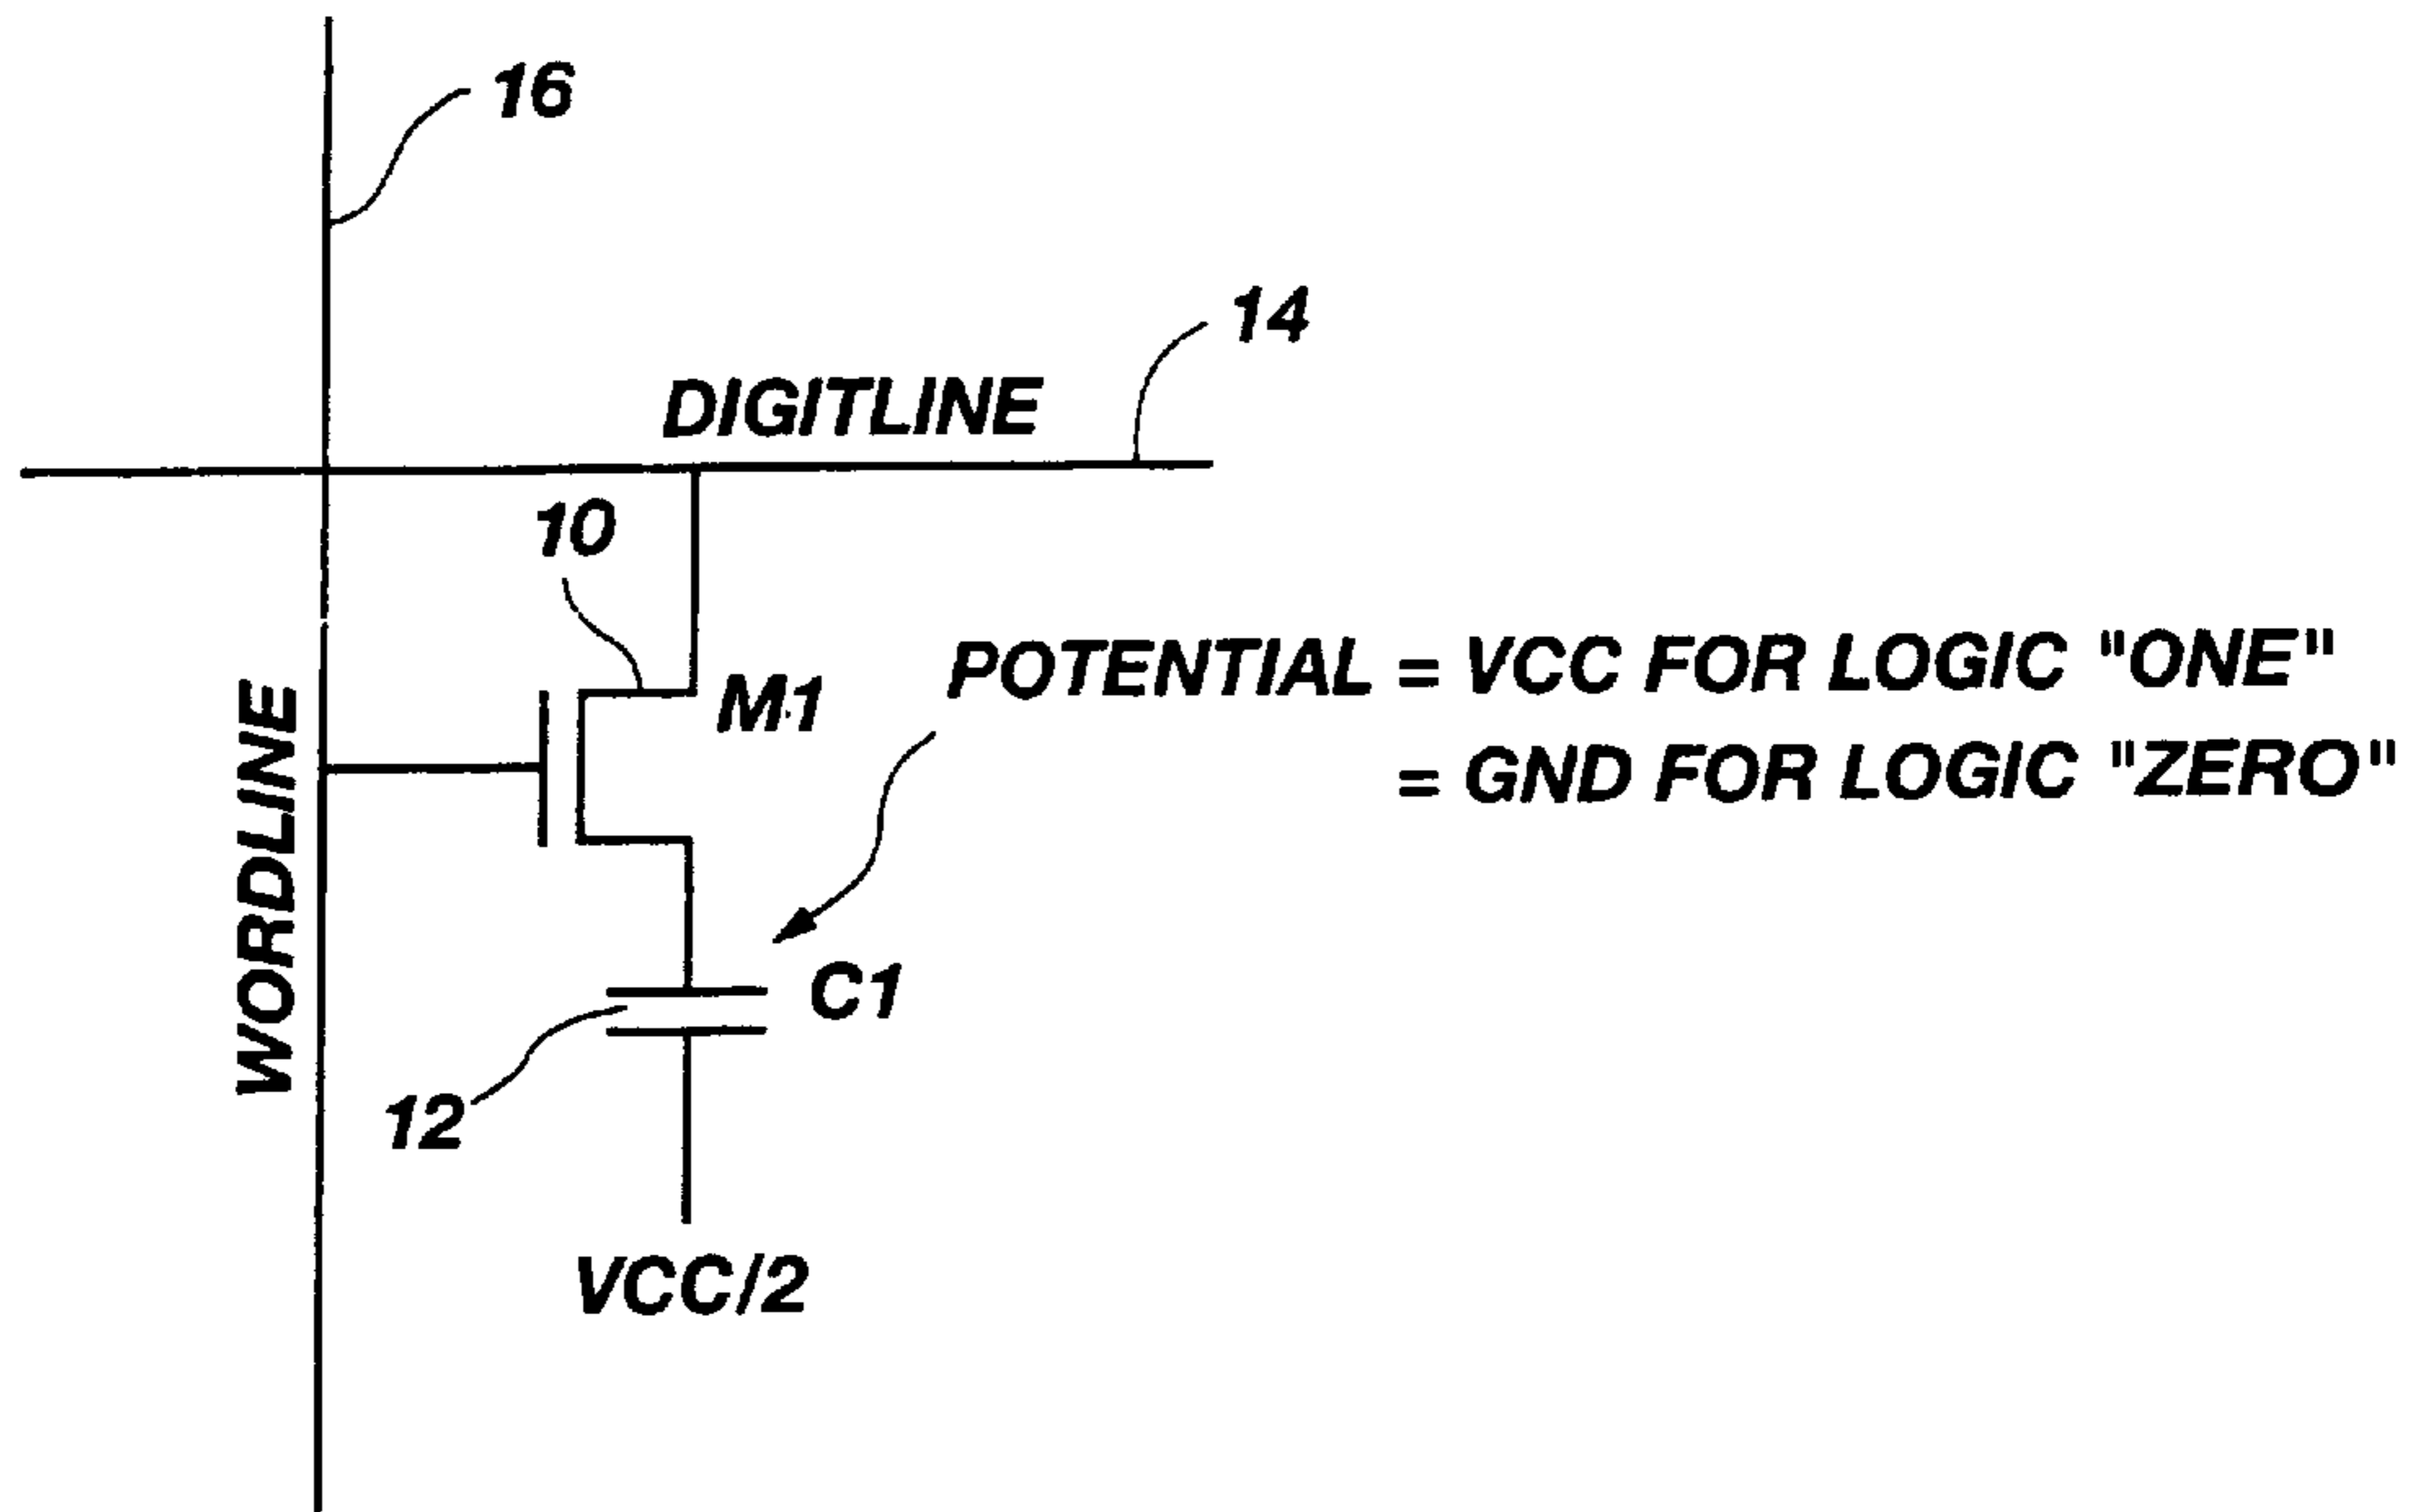 16
14
DIGITLINE
10
POTENTIAL = VCC FOR LOGIC "ONE"
M1
= GND FOR LOGIC "ZERO"
WORDLINE
C1
12
VCC/2